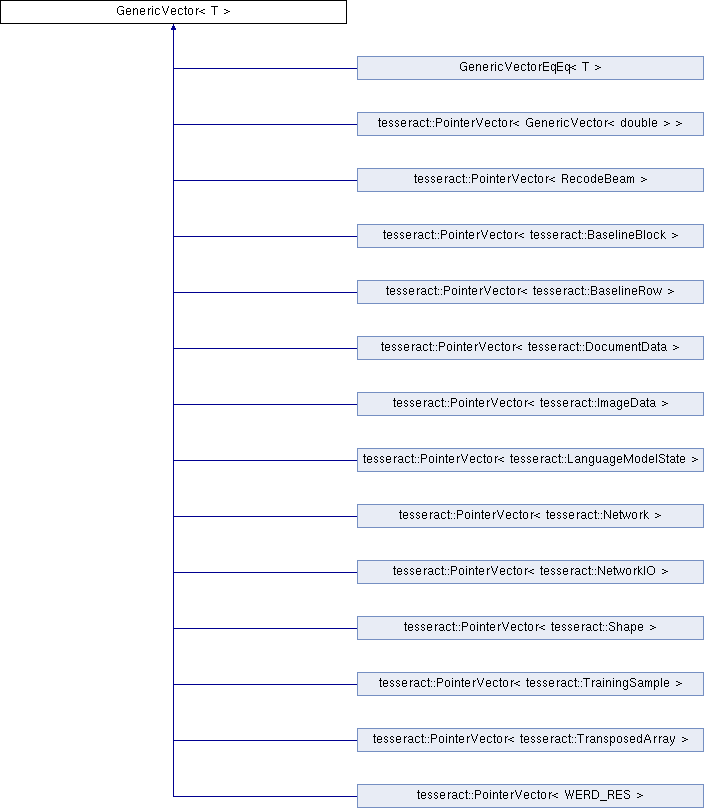 GenericVector< T >
GenericVectorEqEq< T >
tesseract::PointerVector< GenericVector< double > >
tesseract::PointerVector< RecodeBeam >
tesseract::PointerVector< tesseract::BaselineBlock >
tesseract::PointerVector< tesseract::BaselineRow >
tesseract::PointerVector< tesseract::DocumentData >
tesseract::PointerVector< tesseract::ImageData >
tesseract::PointerVector< tesseract::LanguageModelState >
tesseract::PointerVector< tesseract::Network >
tesseract::PointerVector< tesseract::NetworkIO >
tesseract::PointerVector< tesseract::Shape >
tesseract::PointerVector< tesseract::TrainingSample >
tesseract::PointerVector< tesseract::TransposedArray >
tesseract::PointerVector< WERD_RES >